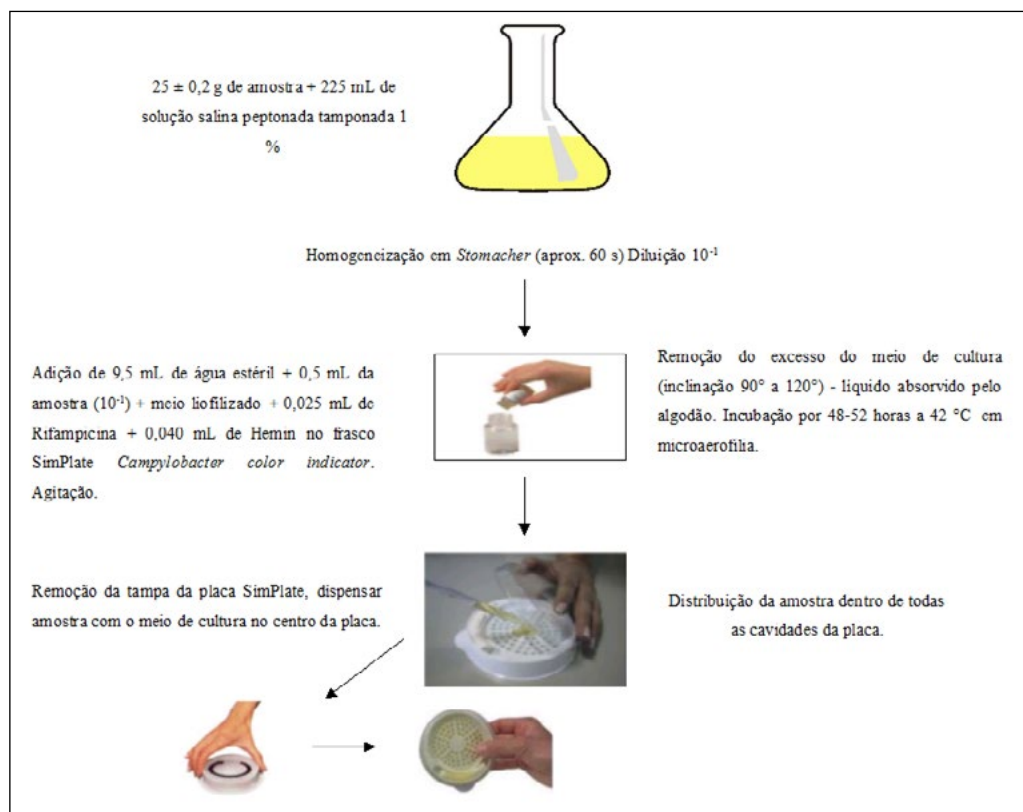 25 ± 0,2 g de amostra + 225 mL de
solução salina peptonada tamponada 1
%
Homogeneização em Stomacher (aprox. 60 s) Diluição 10⁻¹
Adição de 9,5 mL de água estéril + 0,5 mL da
amostra (10⁻¹) + meio liofilizado + 0,025 mL de
Rifampicina + 0,040 mL de Hemin no frasco
SimPlate Campylobacter color indicator.
Agitação.
Remoção do excesso do meio de cultura
(inclinação 90° a 120°) - líquido absorvido pelo
algodão. Incubação por 48-52 horas a 42 °C em
microaerofilia.
Remoção da tampa da placa SimPlate, dispensar
amostra com o meio de cultura no centro da placa.
Distribuição da amostra dentro de todas
as cavidades da placa.